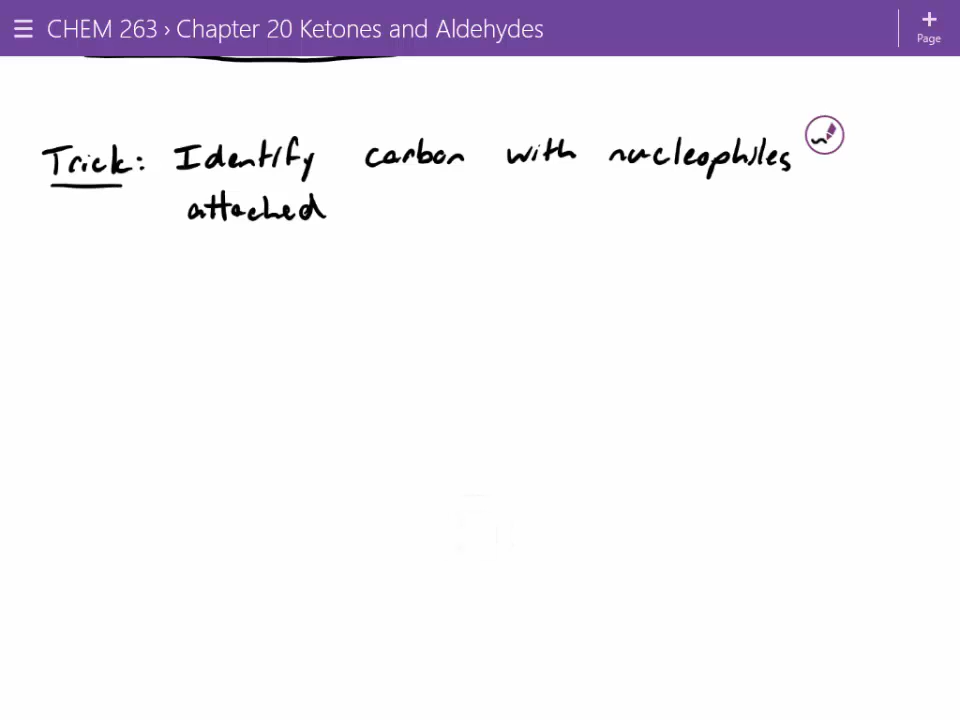 ☰ CHEM 263 › Chapter 20 Ketones and Aldehydes
+
Page
Trick: Identify carbon with nucleophiles
attached